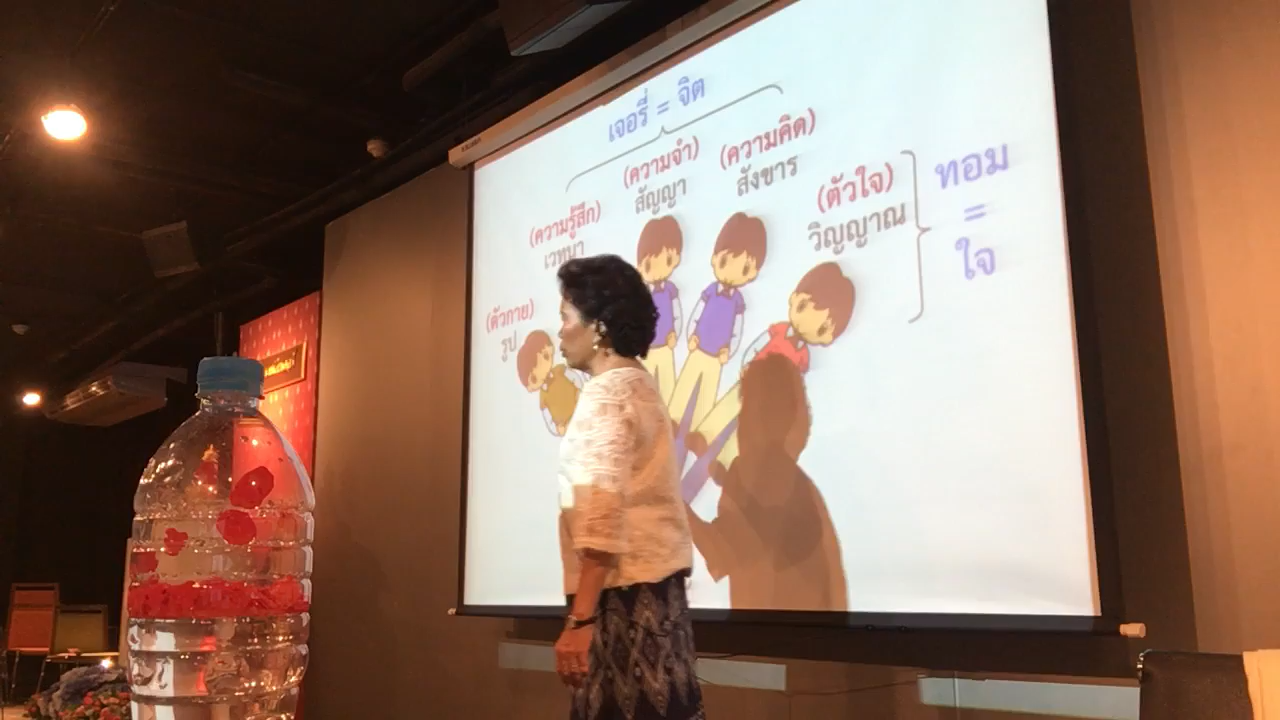 เจอรี่ = จิต
(ความจำ)
สัญญา
(ความคิด)
สังขาร
(ความรู้สึก)
เวทนา
(ตัวใจ)
วิญญาณ
(ตัวกาย)
รูป
ทอม
=
ใจ